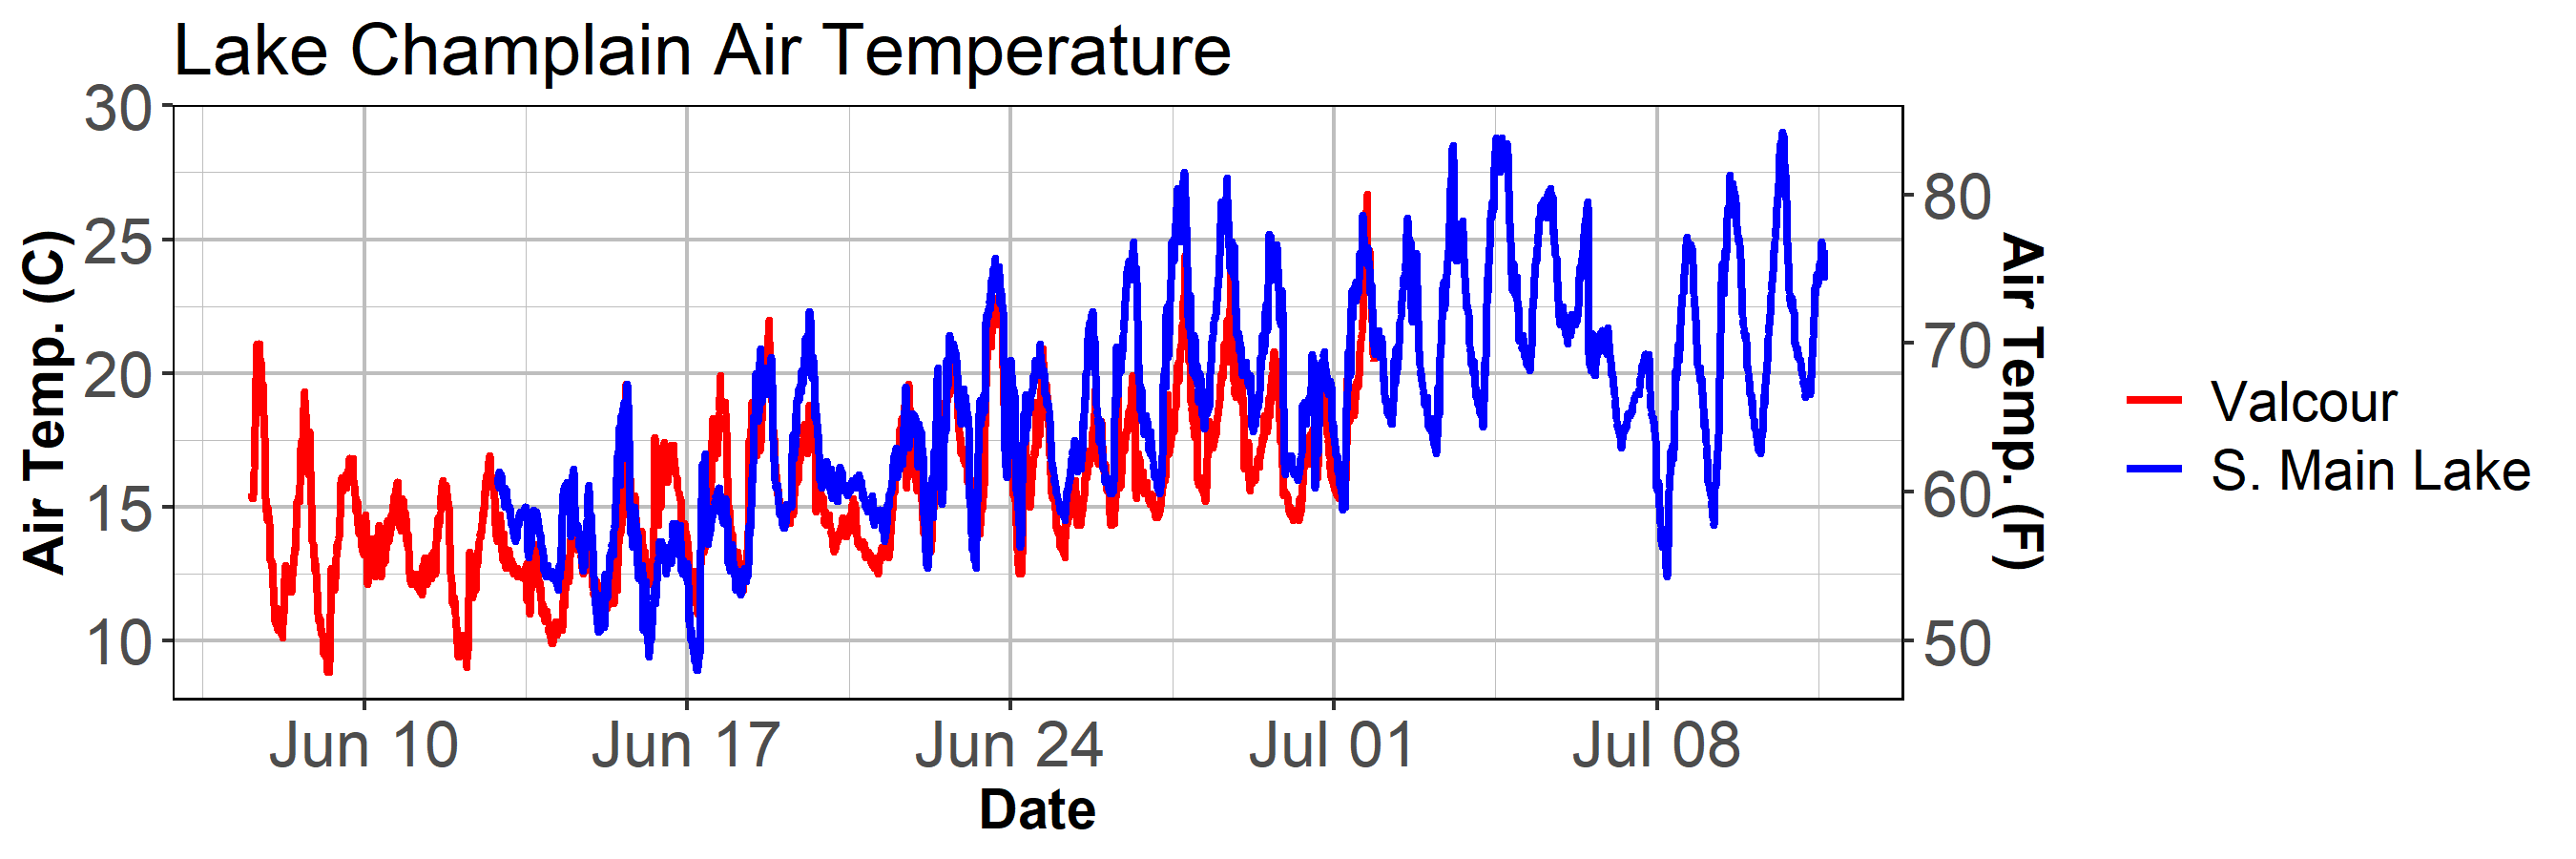 Lake Champlain Air Temperature
30
25
20
15
10
Air Temp. (C)
80
70
60
50
Air Temp. (F)
Jun 10
Jun 17
Jun 24
Jul 01
Jul 08
Date
Valcour
S. Main Lake